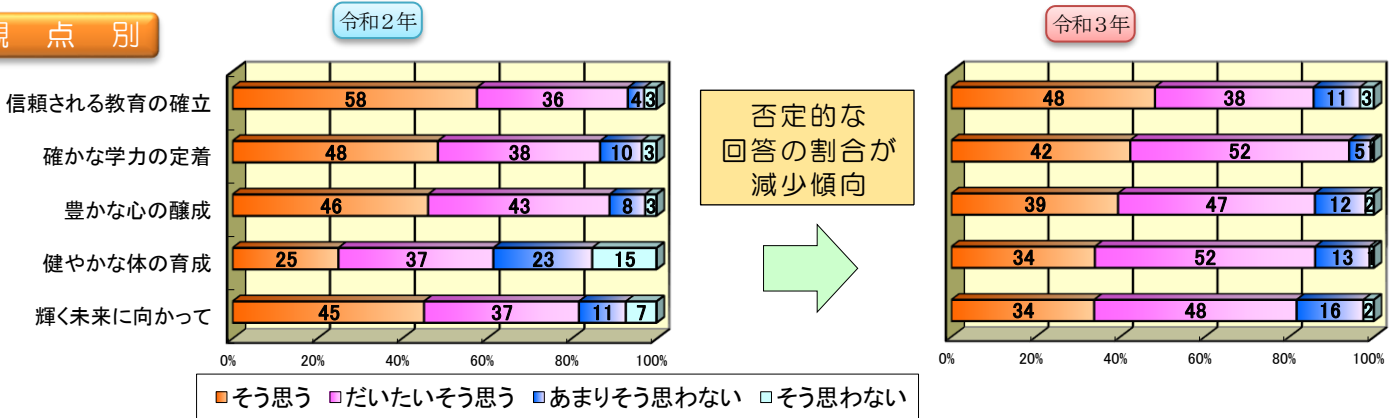 観点別
令和２年
令和３年
信頼される教育の確立
58 36 4 3
確かな学力の定着
48 38 10 3
豊かな心の醸成
46 43 8 3
健やかな体の育成
25 37 23 15
輝く未来に向かって
45 37 11 7
0% 20% 40% 60% 80% 100%
否定的な
回答の割合が
減少傾向
48 38 11 3
42 52 5 1
39 47 12 2
34 52 13 1
34 48 16 2
0% 20% 40% 60% 80% 100%
そう思う だいたいそう思う あまりそう思わない そう思わない